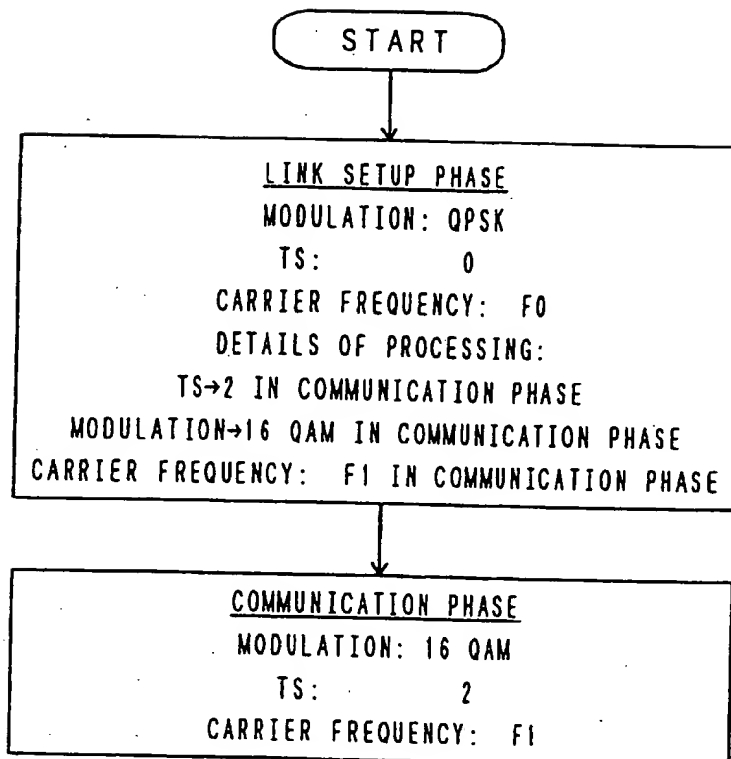 START
LINK SETUP PHASE
MODULATION: QPSK
TS: 0
CARRIER FREQUENCY: F0
DETAILS OF PROCESSING:
TS→2 IN COMMUNICATION PHASE
MODULATION→16 QAM IN COMMUNICATION PHASE
CARRIER FREQUENCY: F1 IN COMMUNICATION PHASE
COMMUNICATION PHASE
MODULATION: 16 QAM
TS: 2
CARRIER FREQUENCY: F1